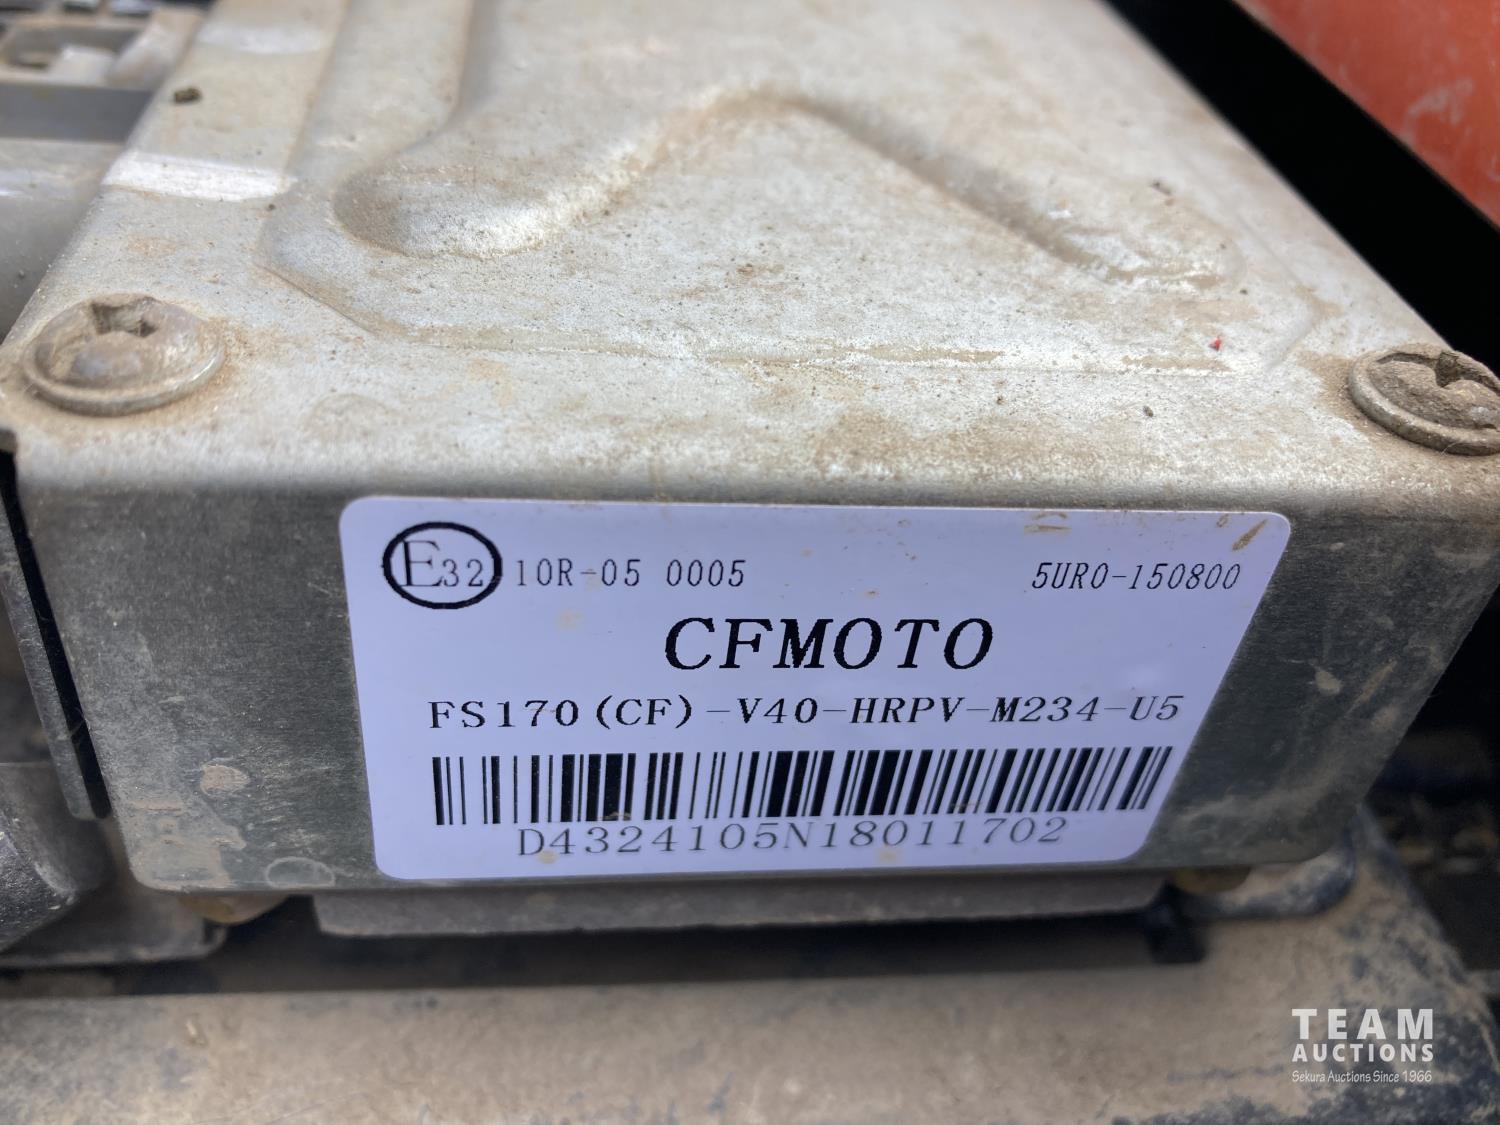 E32 10R-05 0005 5UR0-150800
CFMOTO
FS170(CF)-V40-HRPV-M234-U5
D4324105N18011702
TEAM
AUCTIONS
Sekura Auctions Since 1966